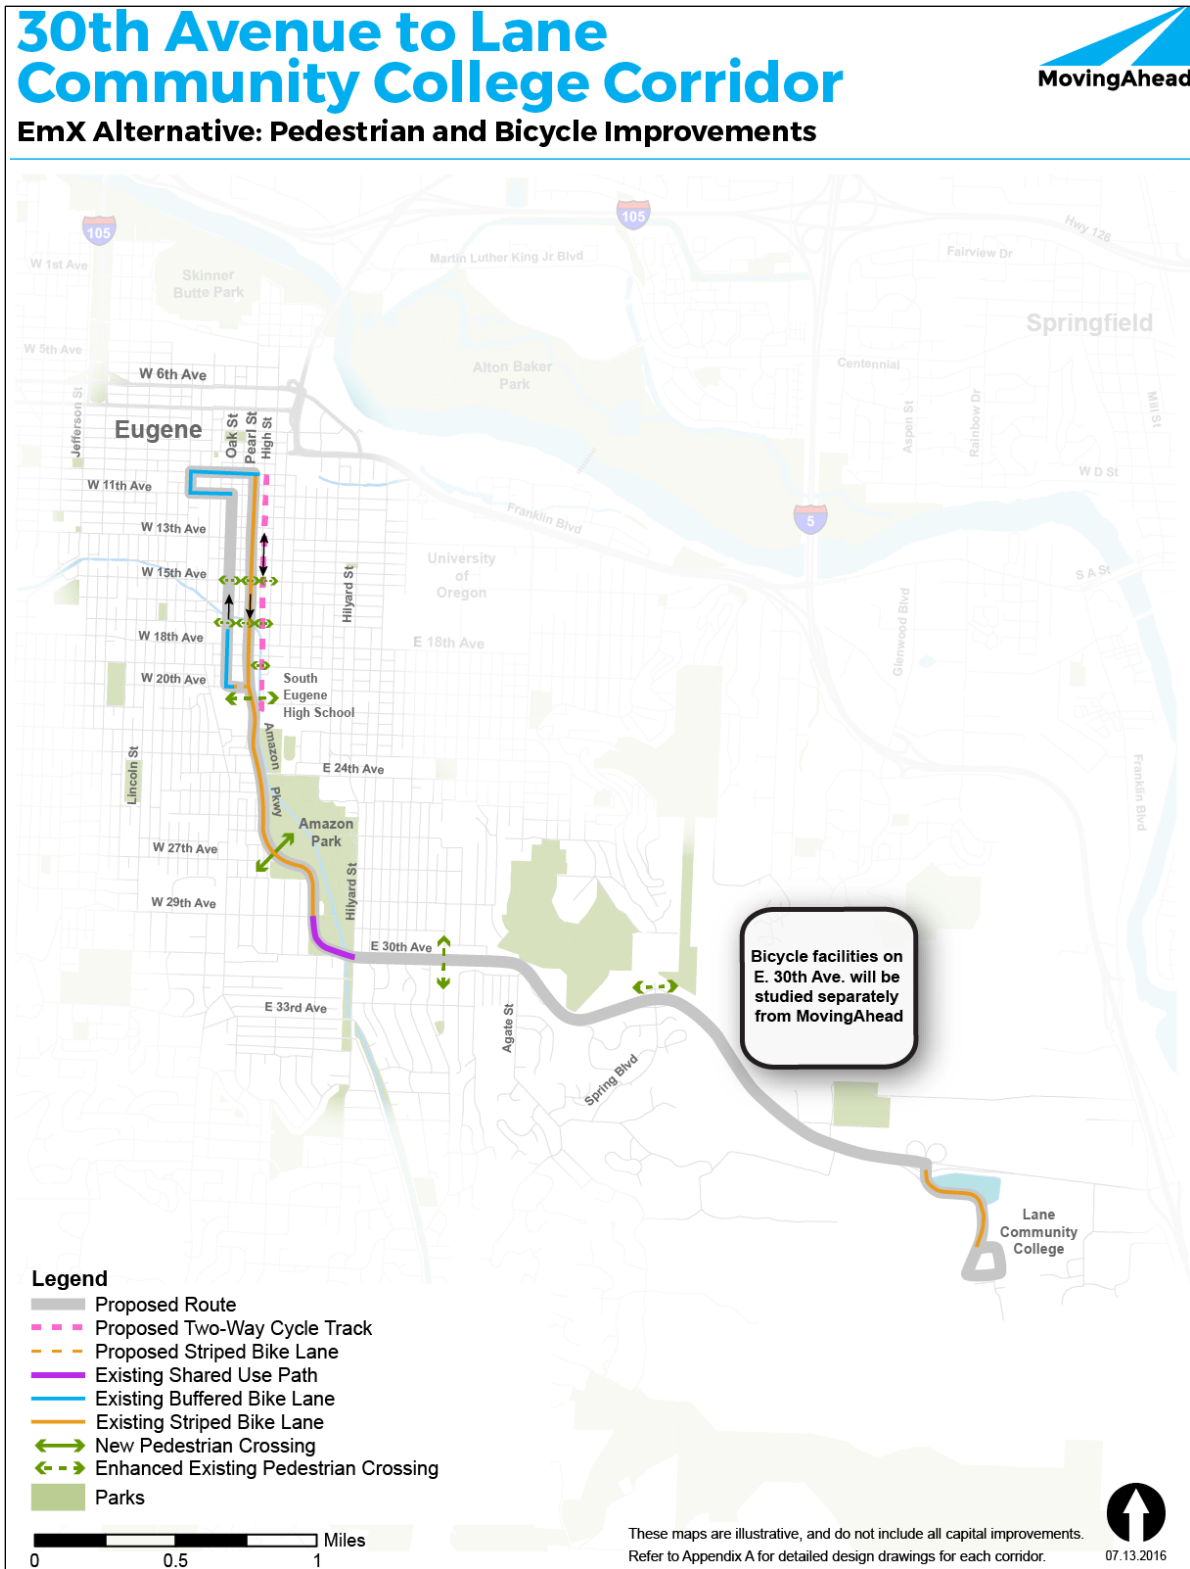 30th Avenue to Lane
Community College Corridor
MovingAhead
EmX Alternative: Pedestrian and Bicycle Improvements
105
105
Hwy 126
W 1st Ave
Martin Luther King Jr Blvd
Fairview Dr
Skinner
Butte Park
Springfield
W 5th Ave
W 6th Ave
Alton Baker
Park
Centennial
Jefferson St
Eugene
Oak St
Pearl St
High St
Aspen St
Rainbow Dr
Mill St
W D St
W 11th Ave
W 13th Ave
Franklin Blvd
5
W 15th Ave
Hilyard St
University
of
Oregon
S A St
W 18th Ave
E 18th Ave
Glenwood Blvd
W 20th Ave
South
Eugene
High School
Amazon
Pkwy
Lincoln St
E 24th Ave
Franklin Blvd
Amazon
Park
W 27th Ave
Hilyard St
W 29th Ave
E 30th Ave
Bicycle facilities on
E. 30th Ave. will be
studied separately
from MovingAhead
E 33rd Ave
Agate St
Spring Blvd
Lane
Community
College
Legend
Proposed Route
Proposed Two-Way Cycle Track
Proposed Striped Bike Lane
Existing Shared Use Path
Existing Buffered Bike Lane
Existing Striped Bike Lane
New Pedestrian Crossing
Enhanced Existing Pedestrian Crossing
Parks
Miles
0 0.5 1
These maps are illustrative, and do not include all capital improvements.
Refer to Appendix A for detailed design drawings for each corridor.
07.13.2016